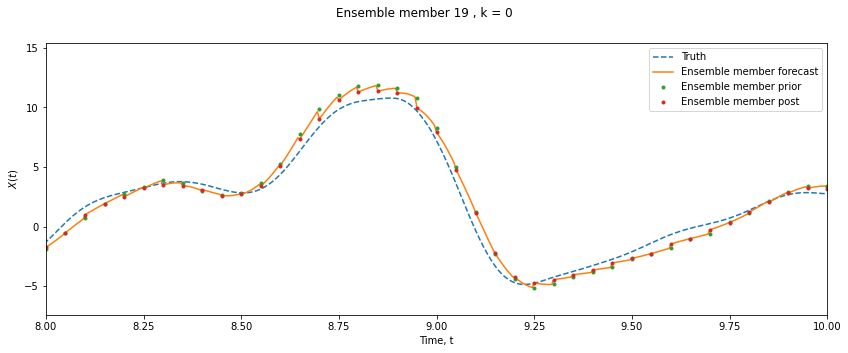 Ensemble member 19 , k = 0
Truth
Ensemble member forecast
Ensemble member prior
Ensemble member post
X(t)
15
10
5
0
−5
8.00 8.25 8.50 8.75 9.00 9.25 9.50 9.75 10.00
Time, t